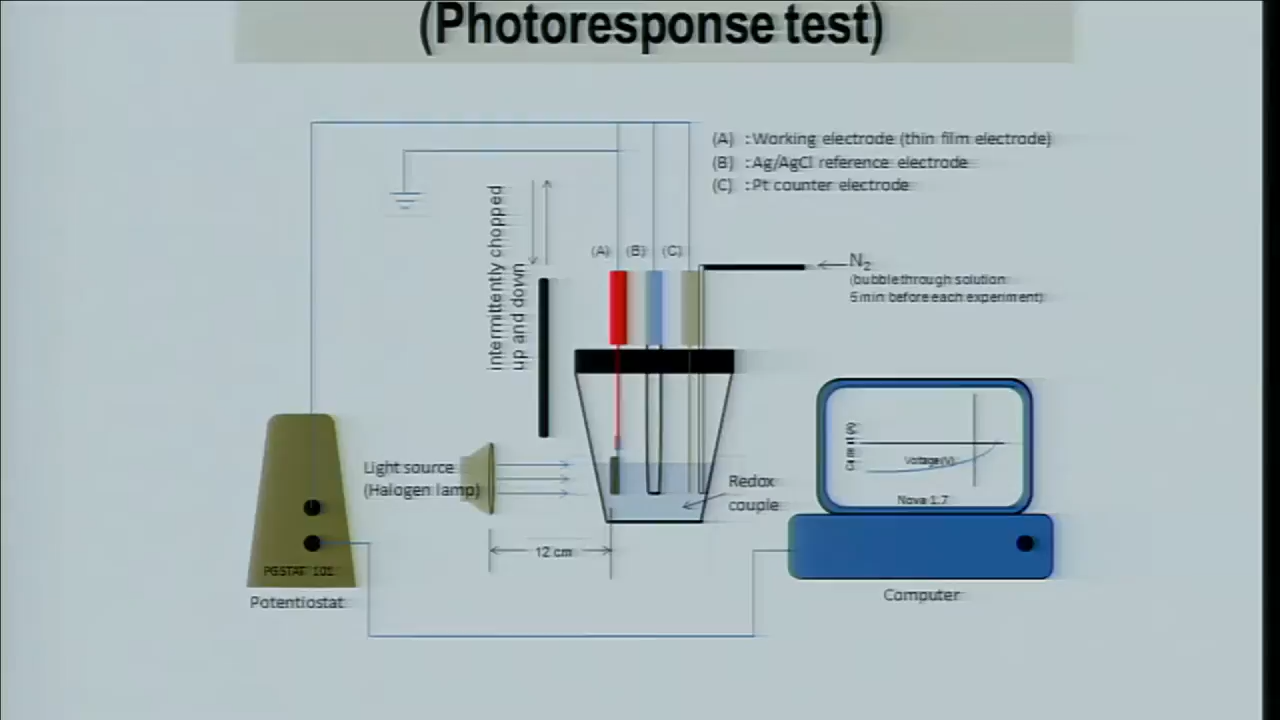 (Photoresponse test)
(A) : Working electrode (thin film electrode)
(B) : Ag/AgCl reference electrode
(C) : Pt counter electrode
intermittently chopped
up and down
(A) (B) (C)
N2
(bubble through solution
5 min before each experiment)
Light source
(Halogen lamp)
Redox
couple
12 cm
Voltage(V)
Nova 1.7
PGSTAT 101
Potentiostat
Computer